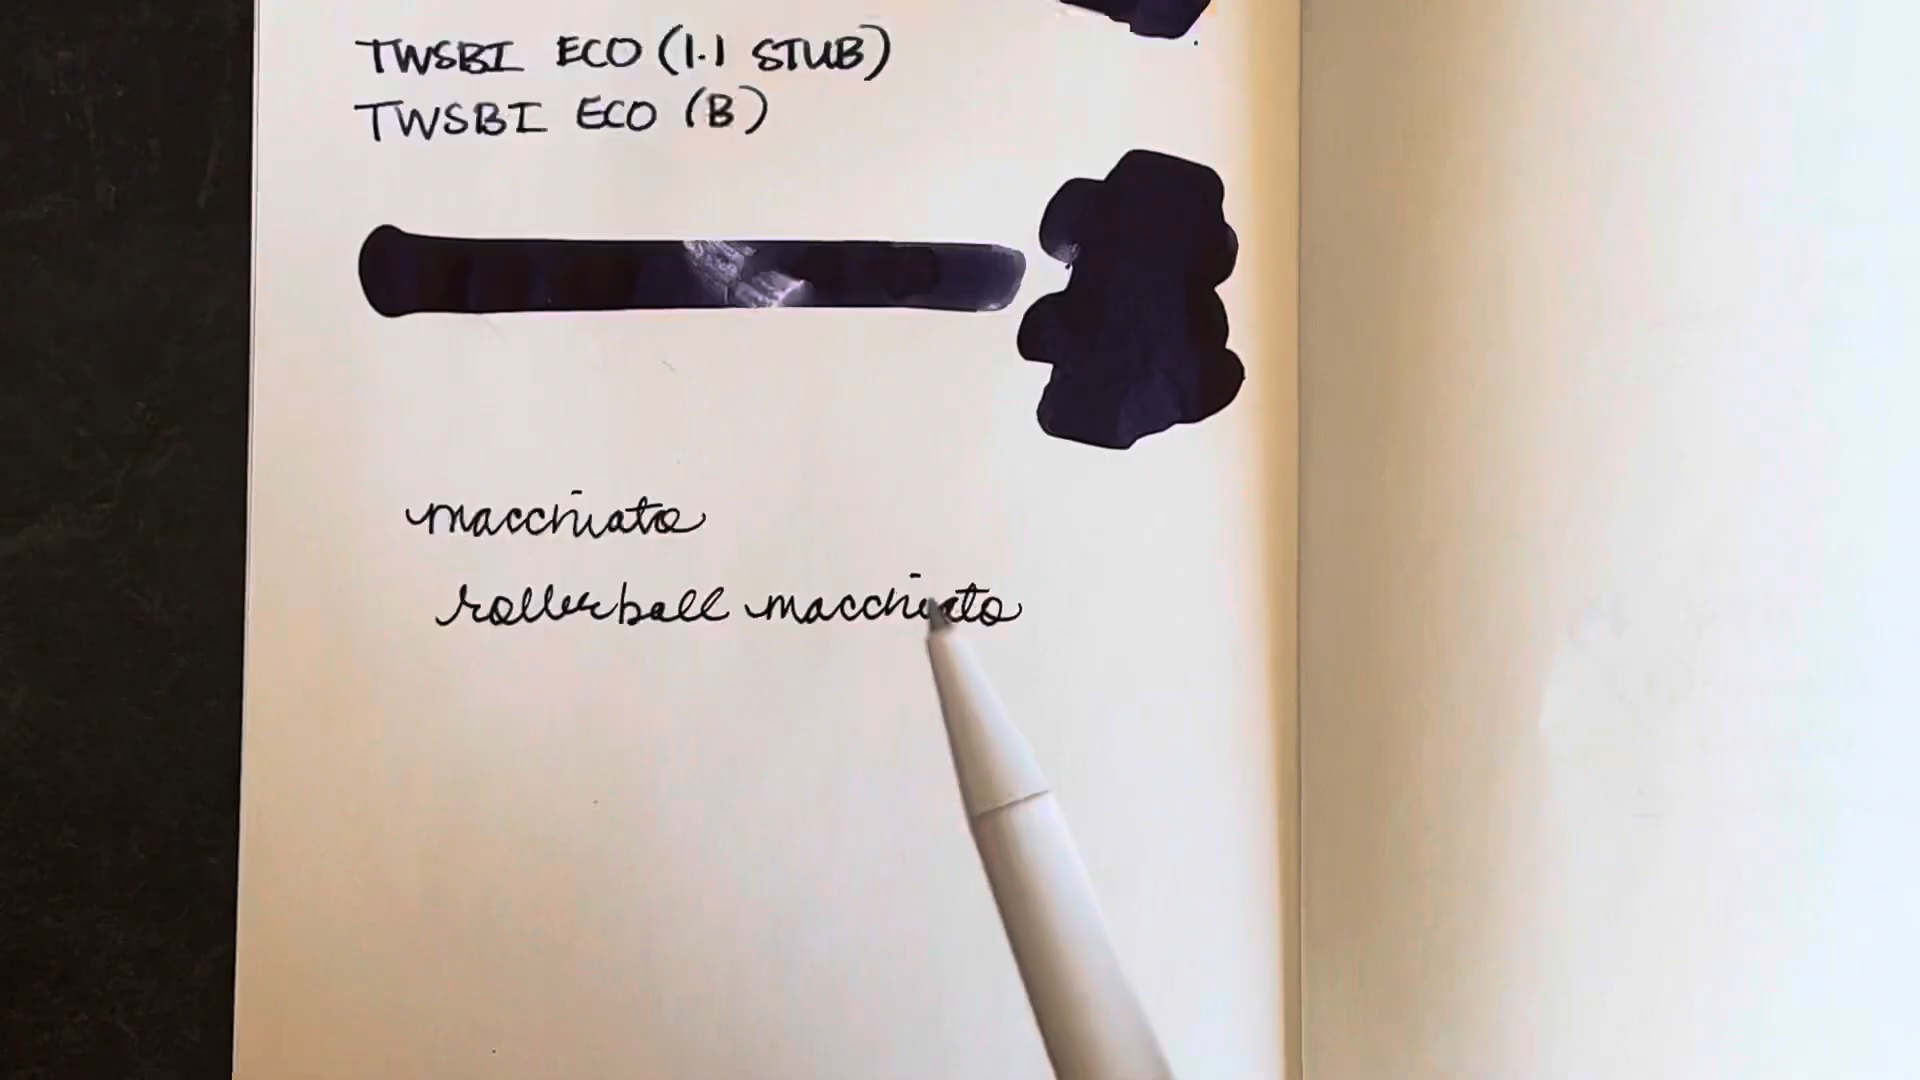 TWSBI ECO (1.1 STUB)
TWSBI ECO (B)
macchiato
rollerball macchiato